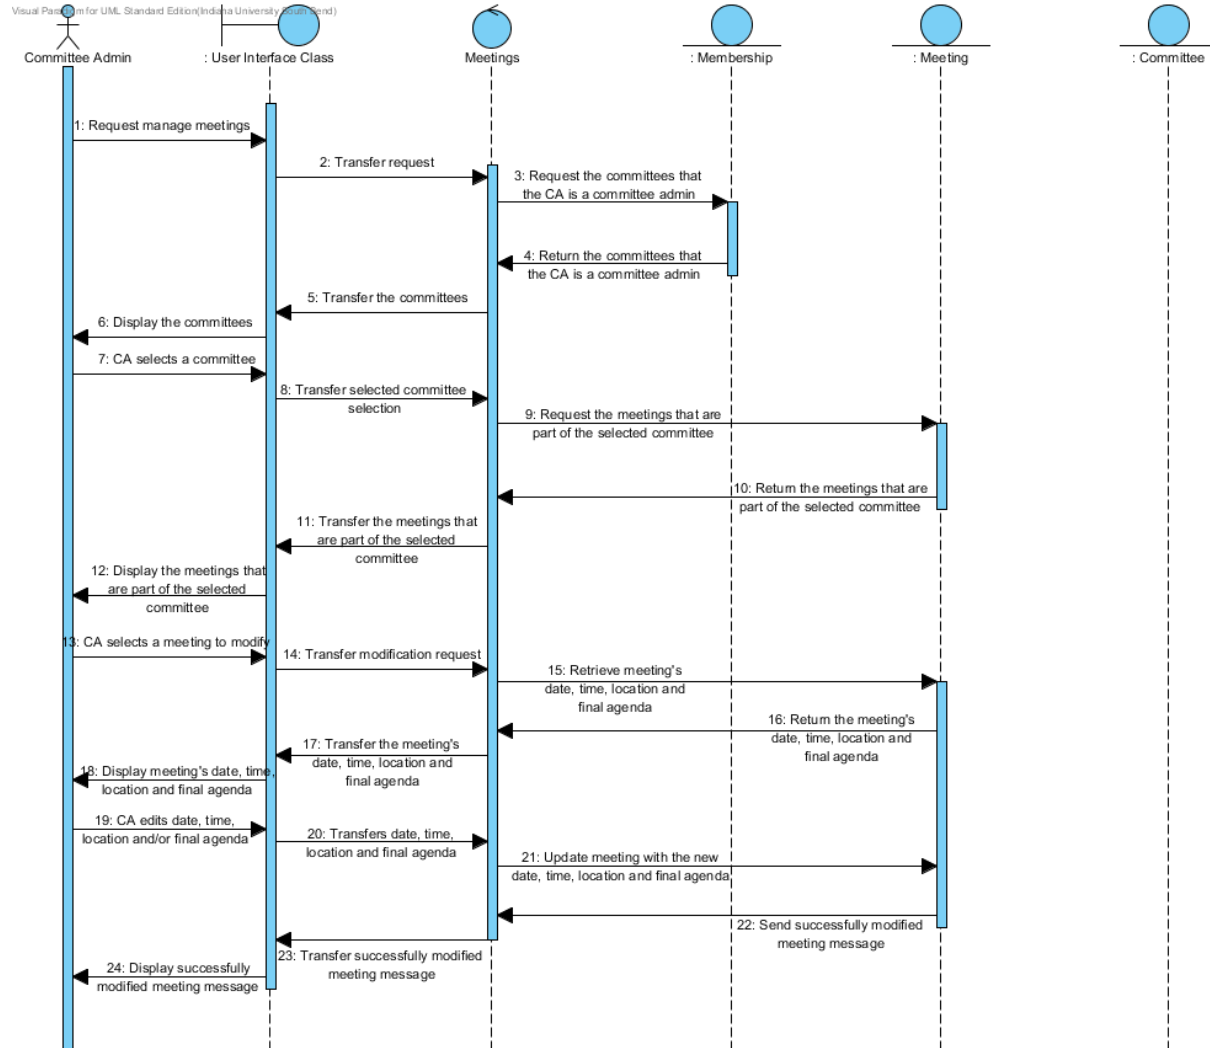 Visual Paradigm for UML Standard Edition(Indiana University South Bend)
Committee Admin
: User Interface Class
Meetings
: Membership
: Meeting
: Committee
1: Request manage meetings
2: Transfer request
3: Request the committees that
the CA is a committee admin
4: Return the committees that
the CA is a committee admin
5: Transfer the committees
6: Display the committees
7: CA selects a committee
8: Transfer selected committee
selection
9: Request the meetings that are
part of the selected committee
10: Return the meetings that are
part of the selected committee
11: Transfer the meetings that
are part of the selected
committee
12: Display the meetings that
are part of the selected
committee
13: CA selects a meeting to modify
14: Transfer modification request
15: Retrieve meeting's
date, time, location and
final agenda
16: Return the meeting's
date, time, location and
final agenda
17: Transfer the meeting's
date, time, location and
final agenda
18: Display meeting's date, time,
location and final agenda
19: CA edits date, time,
location and/or final agenda
20: Transfers date, time,
location and final agenda
21: Update meeting with the new
date, time, location and final agenda
22: Send successfully modified
meeting message
23: Transfer successfully modified
meeting message
24: Display successfully
modified meeting message